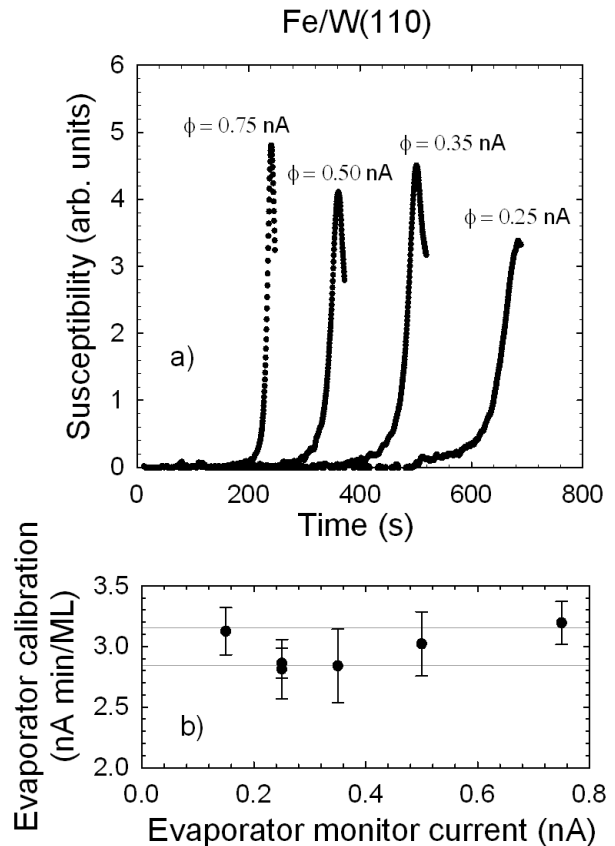 Fe/W(110)
Susceptibility (arb. units)
6
5
4
3
2
1
0
ϕ = 0.75 nA
ϕ = 0.50 nA
ϕ = 0.35 nA
ϕ = 0.25 nA
a)
0 200 400 600 800
Time (s)
Evaporator calibration
(nA min/ML)
3.5
3.0
2.5
2.0
b)
0.0 0.2 0.4 0.6 0.8
Evaporator monitor current (nA)